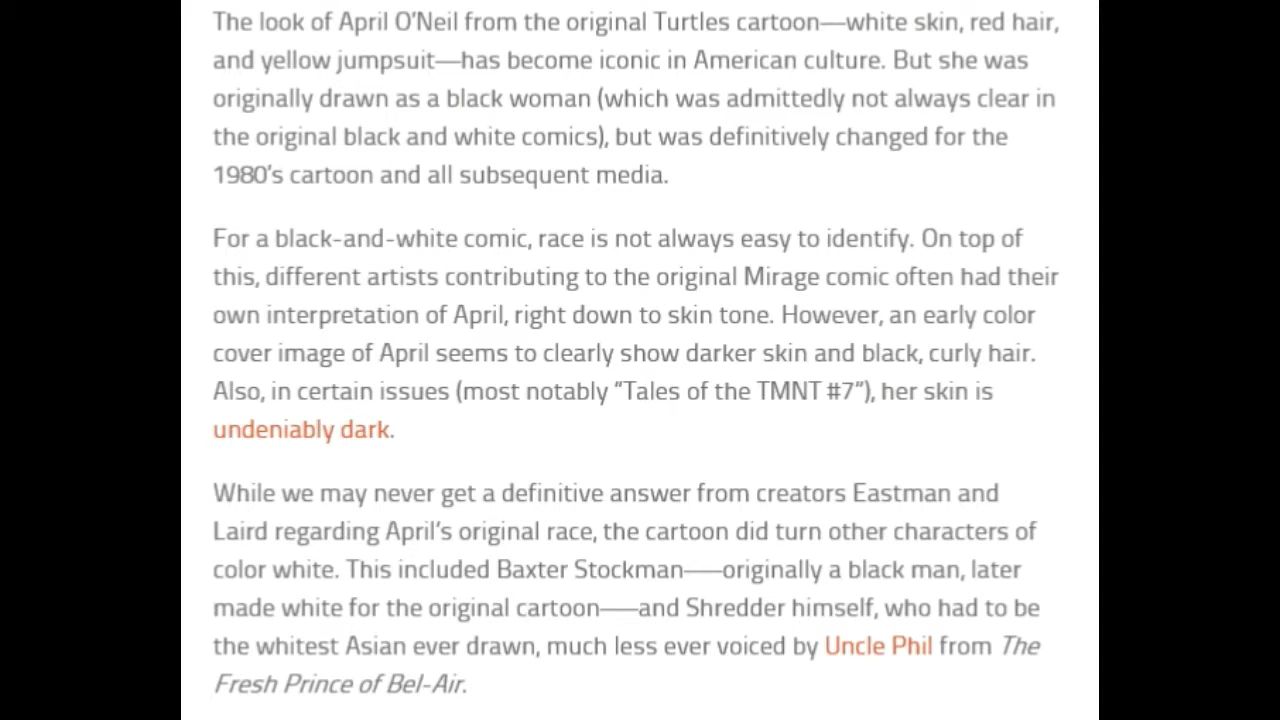 The look of April O'Neil from the original Turtles cartoon—white skin, red hair,
and yellow jumpsuit—has become iconic in American culture. But she was
originally drawn as a black woman (which was admittedly not always clear in
the original black and white comics), but was definitively changed for the
1980's cartoon and all subsequent media.
For a black-and-white comic, race is not always easy to identify. On top of
this, different artists contributing to the original Mirage comic often had their
own interpretation of April, right down to skin tone. However, an early color
cover image of April seems to clearly show darker skin and black, curly hair.
Also, in certain issues (most notably "Tales of the TMNT #7"), her skin is
undeniably dark.
While we may never get a definitive answer from creators Eastman and
Laird regarding April's original race, the cartoon did turn other characters of
color white. This included Baxter Stockman——originally a black man, later
made white for the original cartoon——and Shredder himself, who had to be
the whitest Asian ever drawn, much less ever voiced by Uncle Phil from The
Fresh Prince of Bel-Air.